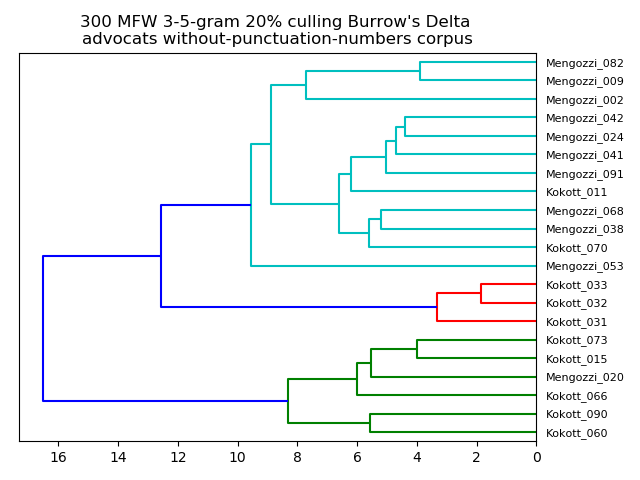 300 MFW 3-5-gram 20% culling Burrow's Delta
advocats without-punctuation-numbers corpus
Mengozzi_082
Mengozzi_009
Mengozzi_002
Mengozzi_042
Mengozzi_024
Mengozzi_041
Mengozzi_091
Kokott_011
Mengozzi_068
Mengozzi_038
Kokott_070
Mengozzi_053
Kokott_033
Kokott_032
Kokott_031
Kokott_073
Kokott_015
Mengozzi_020
Kokott_066
Kokott_090
Kokott_060
16 14 12 10 8 6 4 2 0